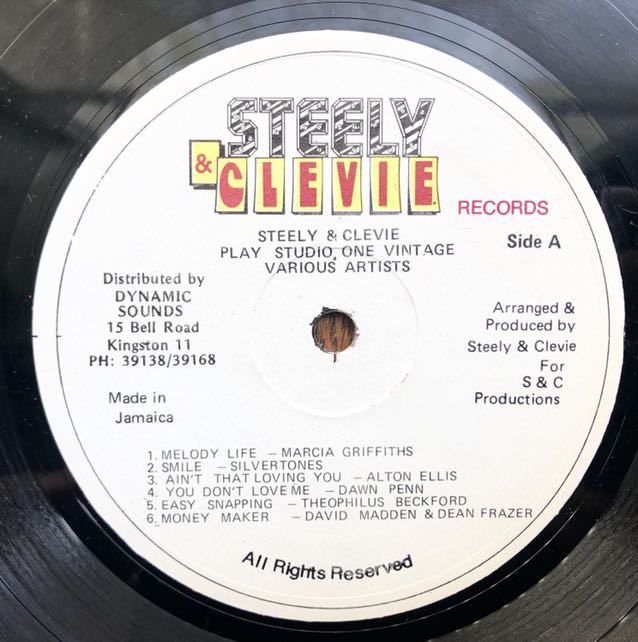 STEELY
& CLEVIE
RECORDS
STEELY & CLEVIE
PLAY STUDIO ONE VINTAGE
VARIOUS ARTISTS
Side A
Distributed by
DYNAMIC
SOUNDS
15 Bell Road
Kingston 11
PH: 39138/39168
Made in
Jamaica
Arranged &
Produced by
Steely & Clevie
For
S & C
Productions
1. MELODY LIFE – MARCIA GRIFFITHS
2. SMILE – SILVERTONES
3. AIN'T THAT LOVING YOU – ALTON ELLIS
4. YOU DON'T LOVE ME – DAWN PENN
5. EASY SNAPPING – THEOPHILUS BECKFORD
6. MONEY MAKER – DAVID MADDEN & DEAN FRAZER
All Rights Reserved